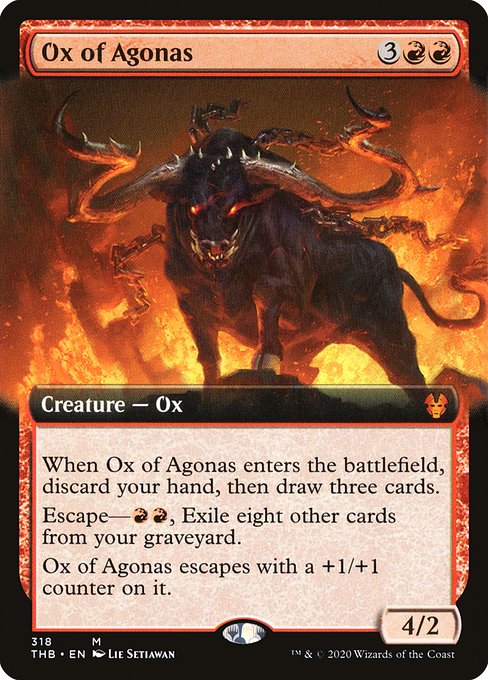 Ox of Agonas 3
Creature — Ox
When Ox of Agonas enters the battlefield,
discard your hand, then draw three cards.
Escape—, Exile eight other cards
from your graveyard.
Ox of Agonas escapes with a +1/+1
counter on it.
4/2
318 M
THB • EN Lie Setiawan
™ & © 2020 Wizards of the Coast